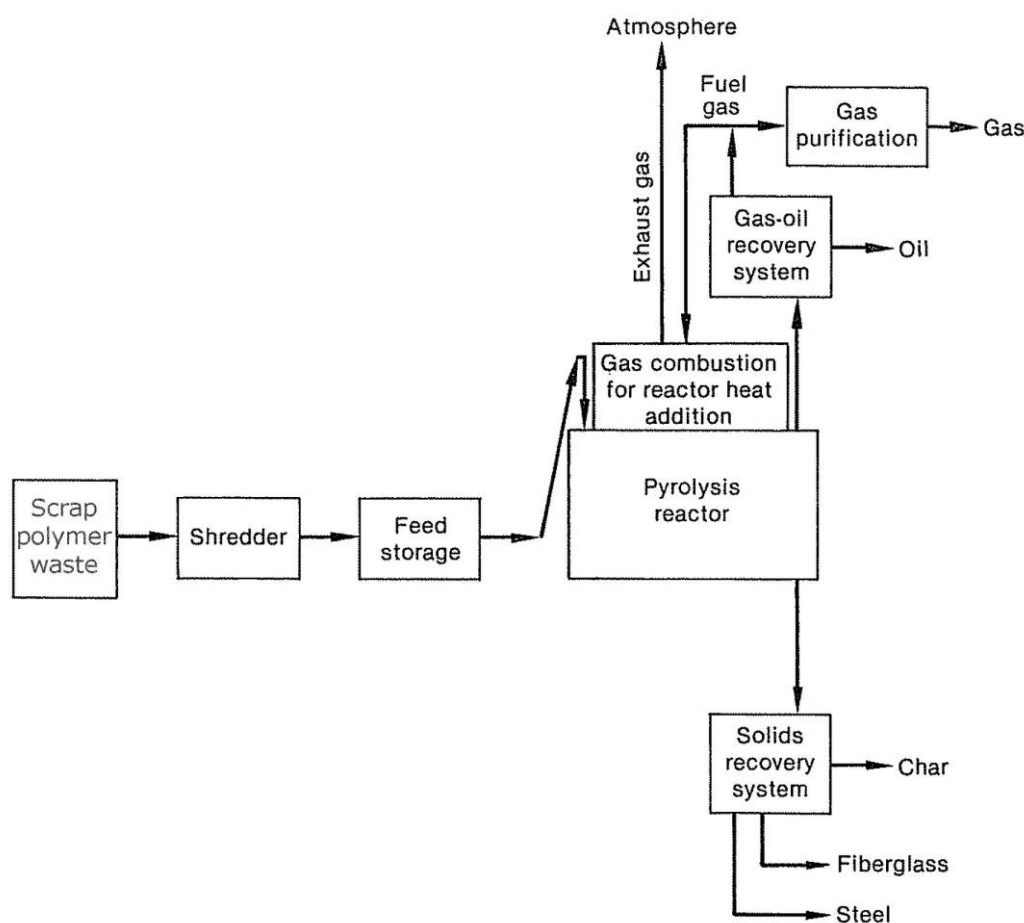 Atmosphere
Fuel
gas
Gas
purification
Gas
Exhaust gas
Gas-oil
recovery
system
Oil
Gas combustion
for reactor heat
addition
Pyrolysis
reactor
Scrap
polymer
waste
Shredder
Feed
storage
Solids
recovery
system
Char
Fiberglass
Steel